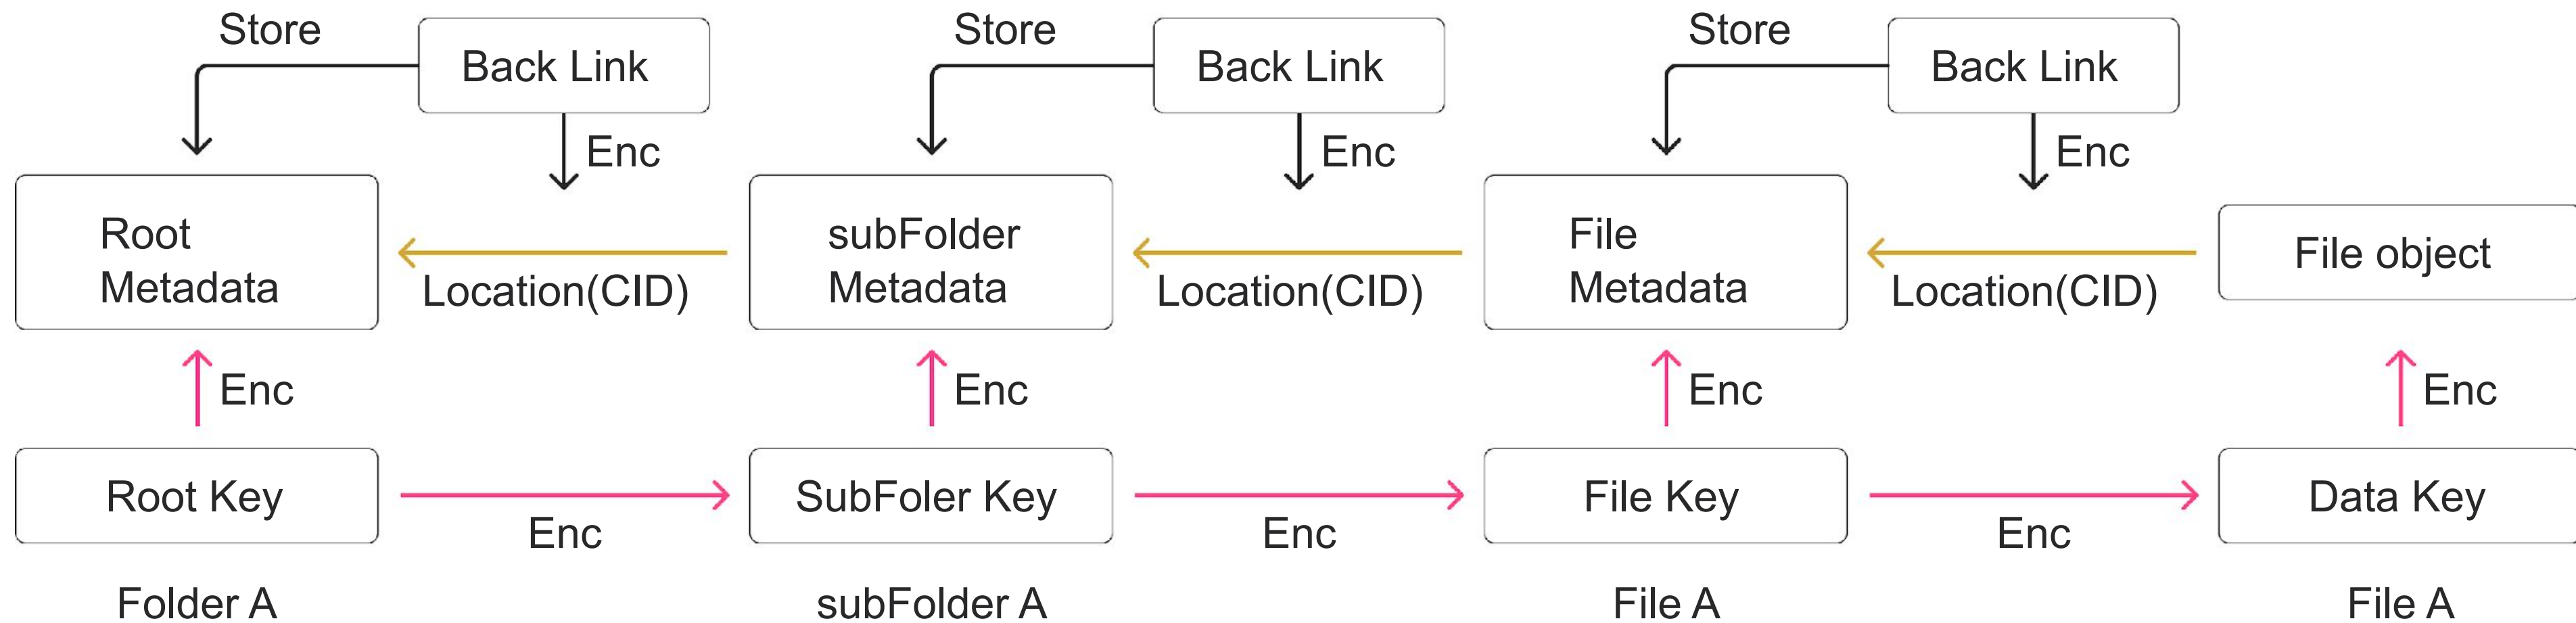 Store
Back Link
Store
Back Link
Store
Back Link
Enc
Enc
Enc
Root
Metadata
Location(CID)
subFolder
Metadata
Location(CID)
File
Metadata
Location(CID)
File object
Enc
Enc
Enc
Enc
Root Key
Enc
SubFoler Key
Enc
File Key
Enc
Data Key
Folder A
subFolder A
File A
File A